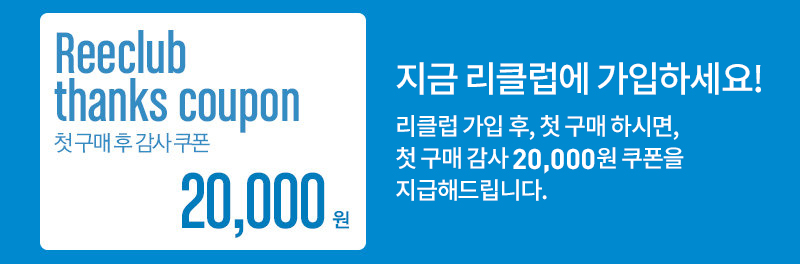 Reeclub
thanks coupon
첫 구매 후 감사 쿠폰
20,000 원
지금 리클럽에 가입하세요!
리클럽 가입 후, 첫 구매 하시면,
첫 구매 감사 20,000원 쿠폰을
지급해드립니다.